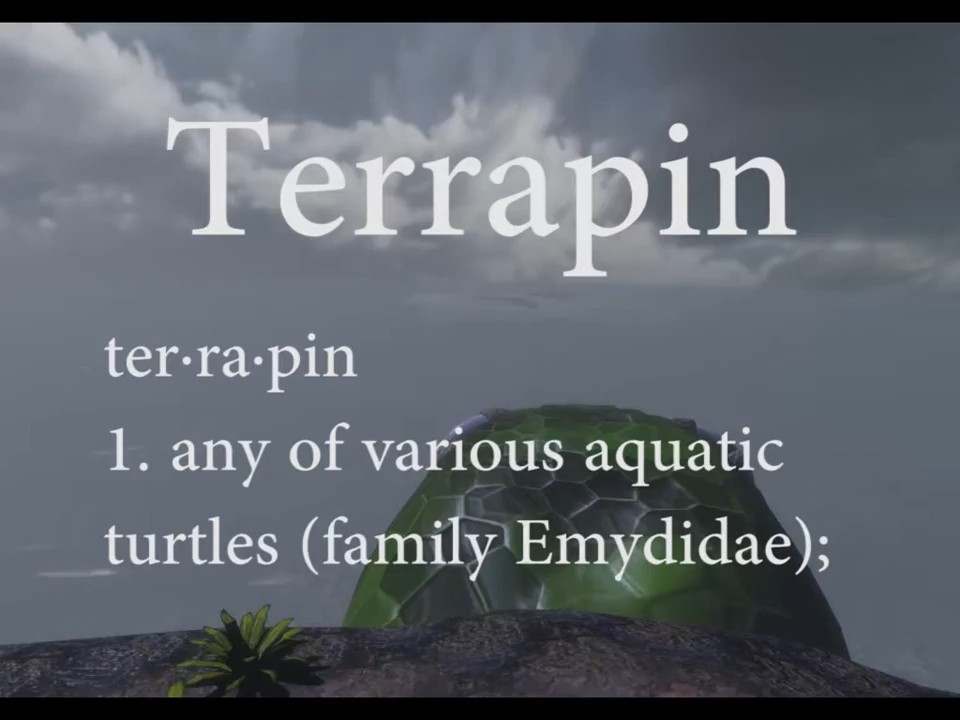 Terrapin
ter·ra·pin
1. any of various aquatic
turtles (family Emydidae);